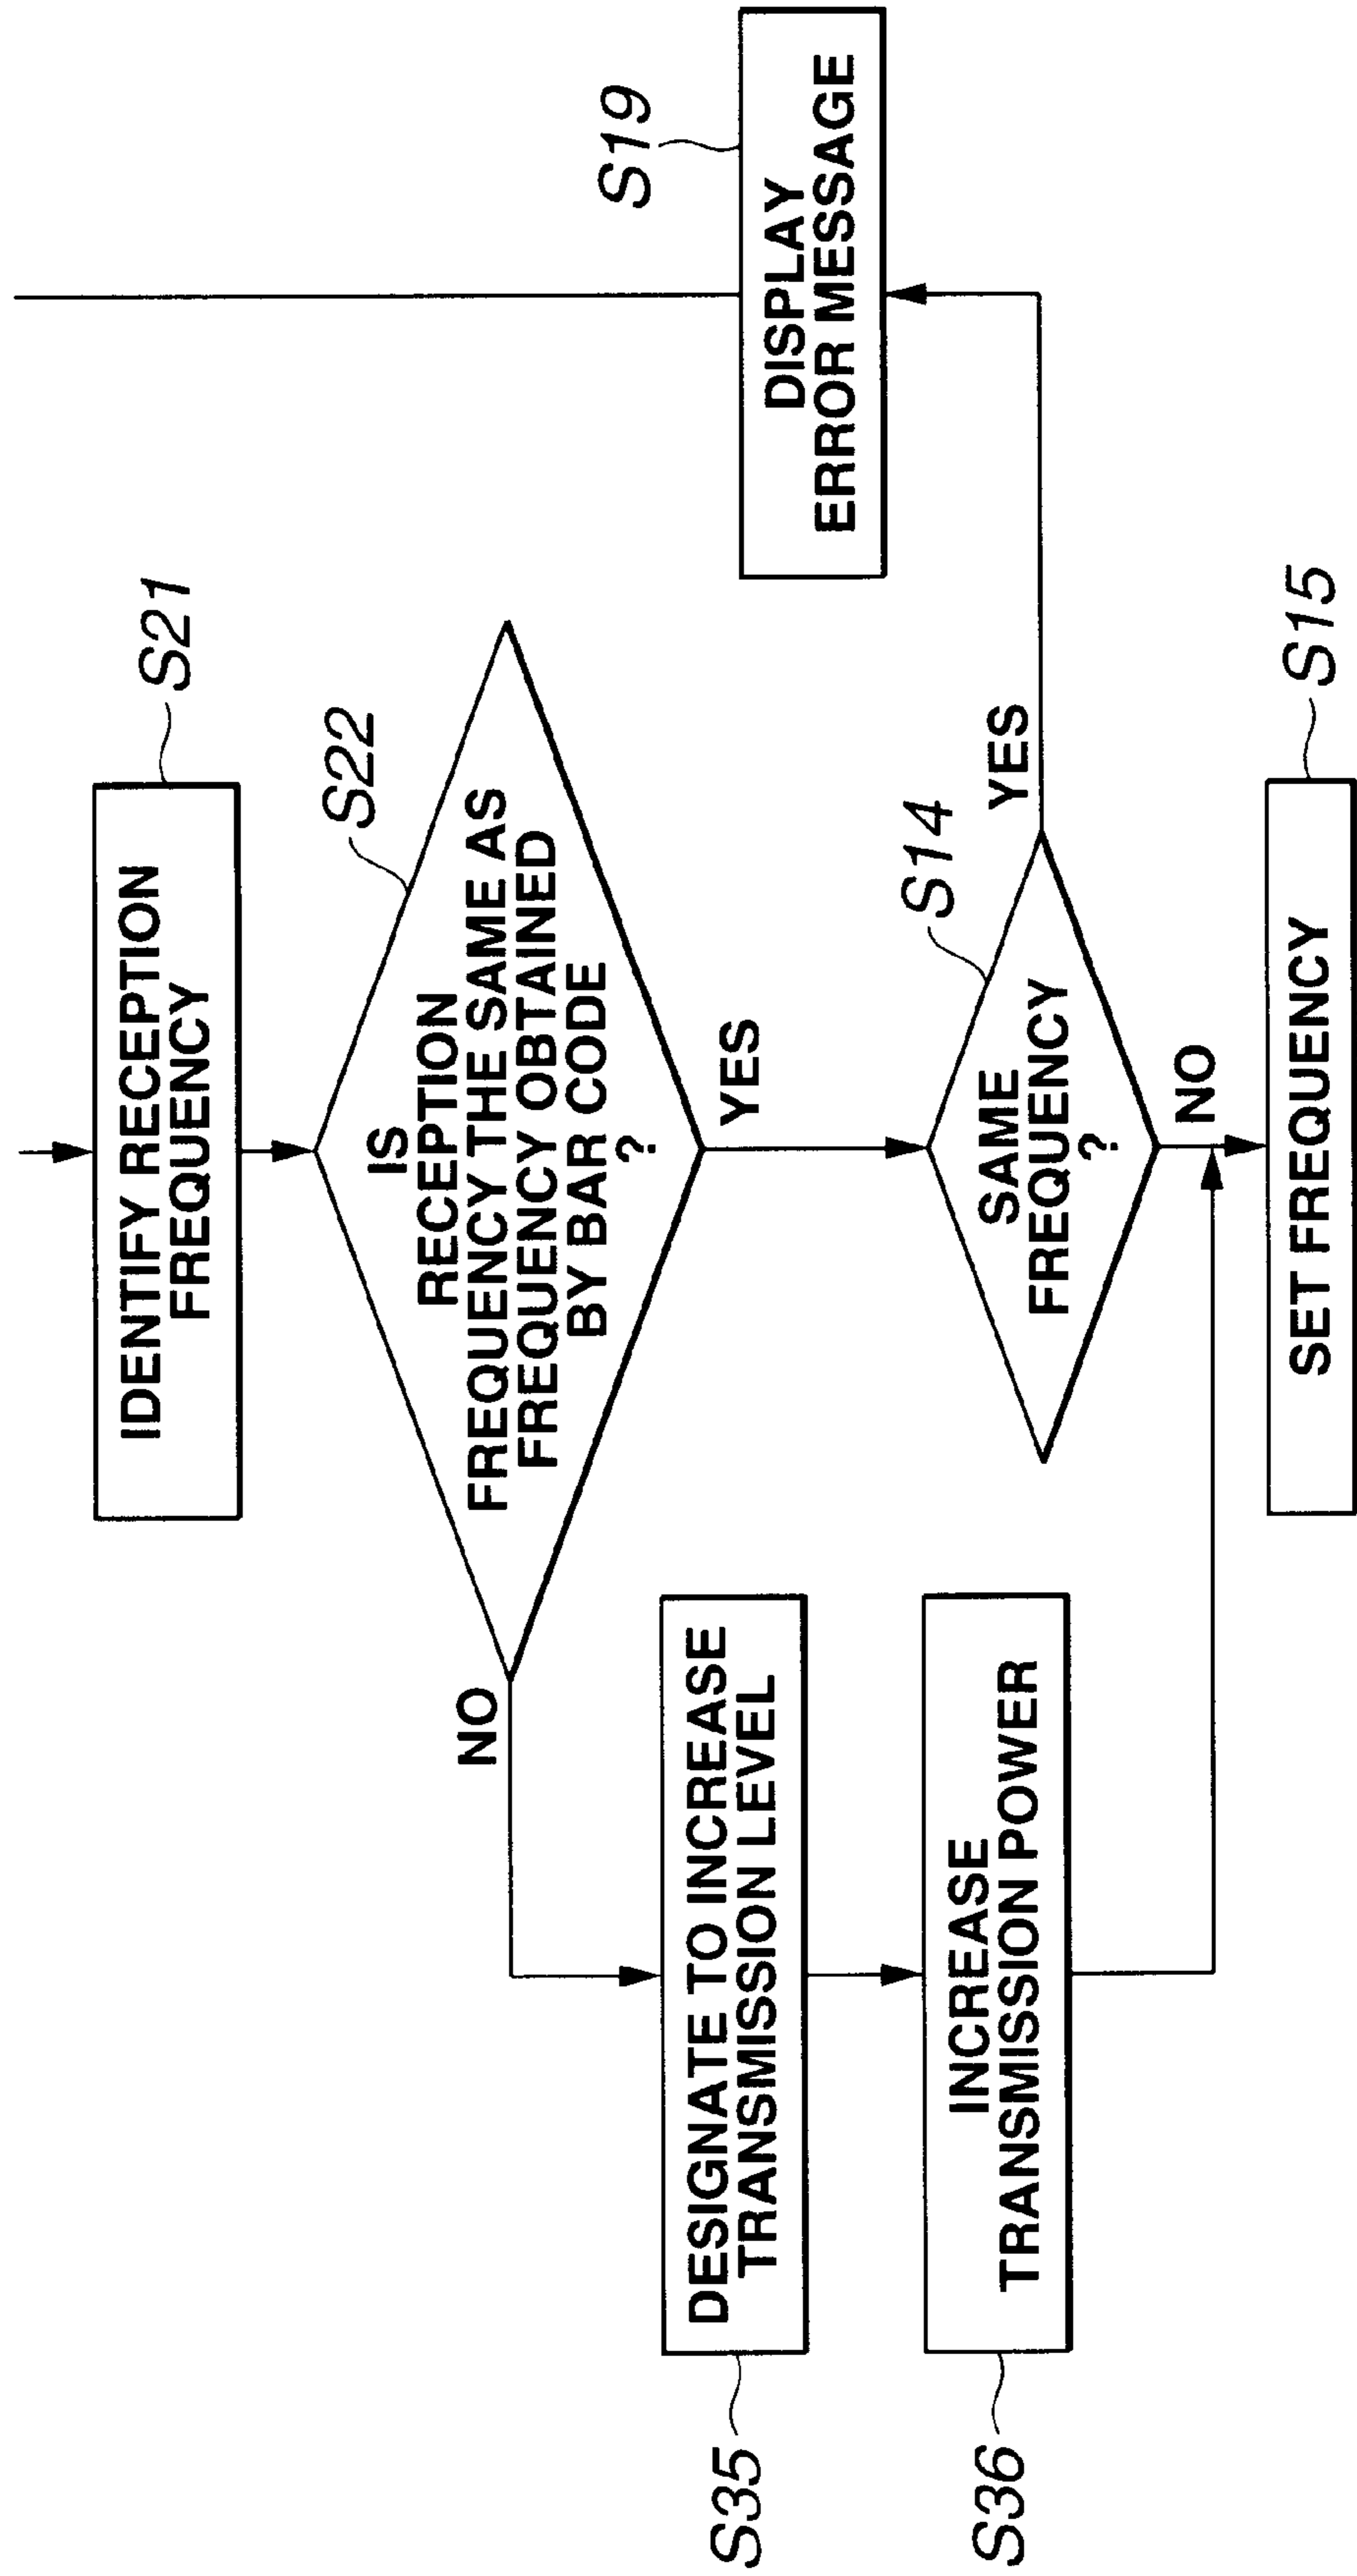 IDENTIFY RECEPTION
FREQUENCY
S21
IS
RECEPTION
FREQUENCY THE SAME AS
FREQUENCY OBTAINED
BY BAR CODE
?
S22
NO
YES
DESIGNATE TO INCREASE
TRANSMISSION LEVEL
S35
INCREASE
TRANSMISSION POWER
S36
SAME
FREQUENCY
?
S14
YES
NO
DISPLAY
ERROR MESSAGE
S19
SET FREQUENCY
S15